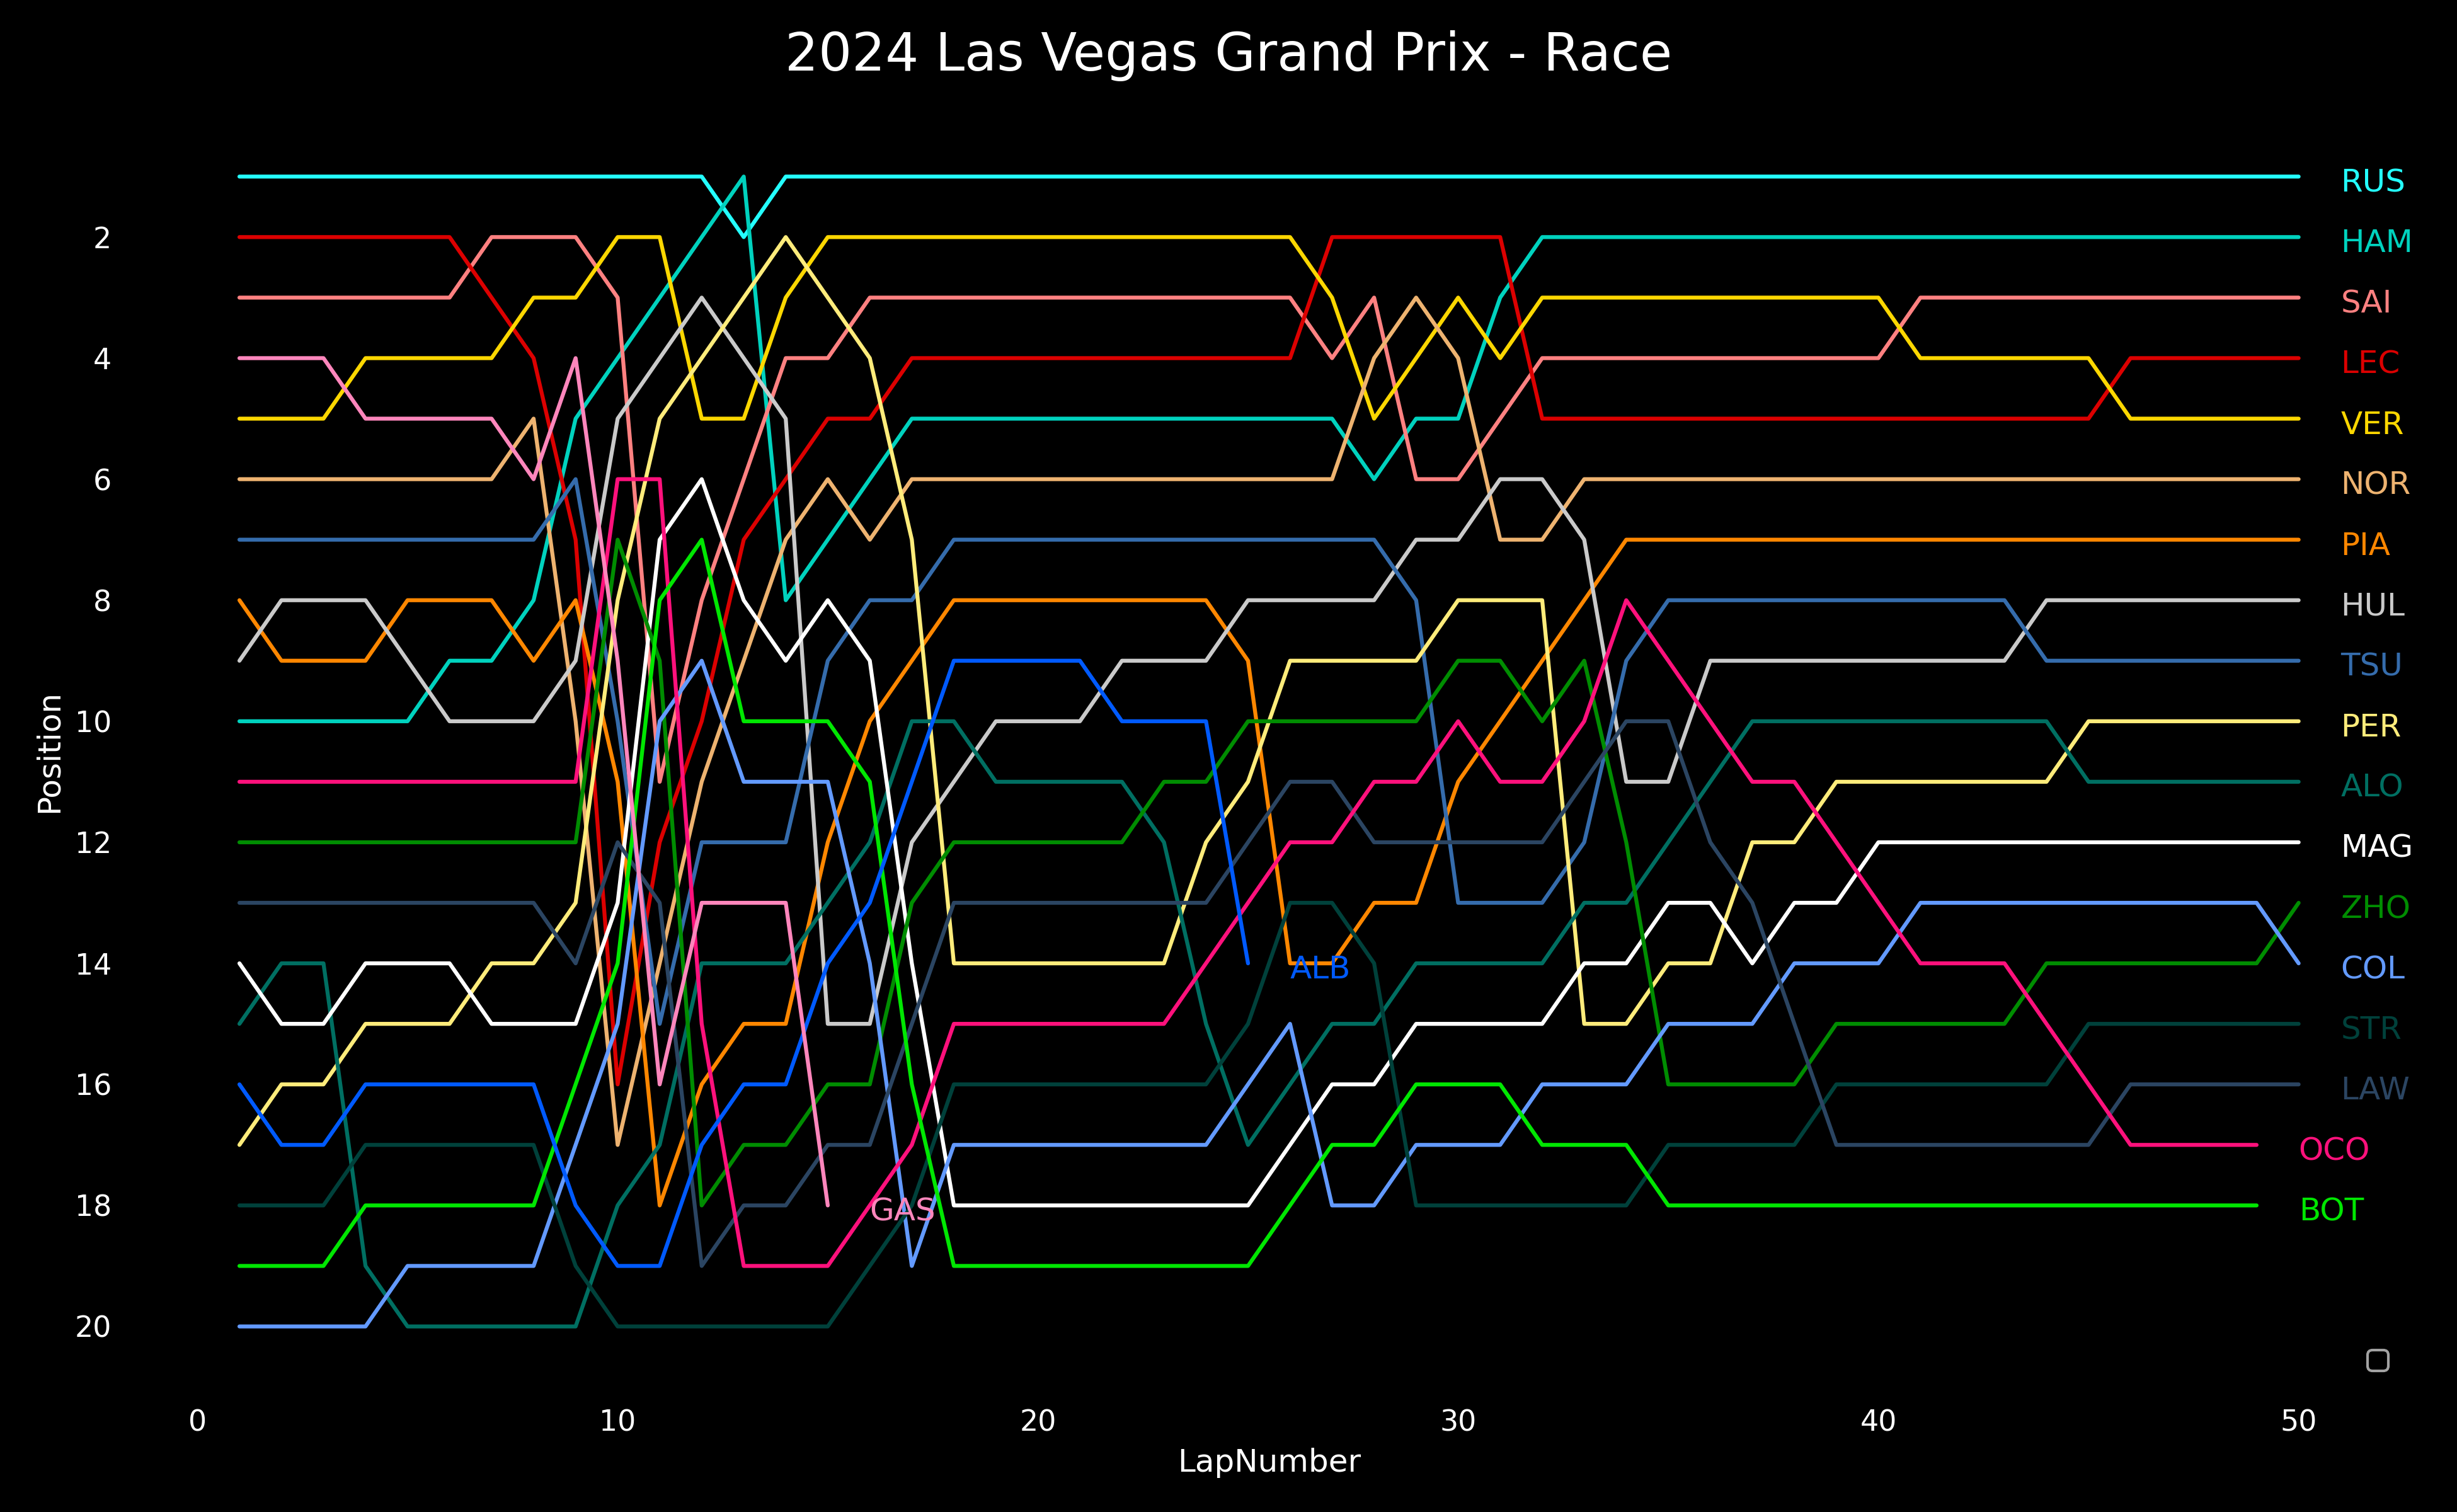 2024 Las Vegas Grand Prix - Race
Position
2
4
6
8
10
12
14
16
18
20
RUS
HAM
SAI
LEC
VER
NOR
PIA
HUL
TSU
PER
ALO
MAG
ZHO
COL
STR
LAW
OCO
BOT
ALB
GAS
0 10 20 30 40 50
LapNumber